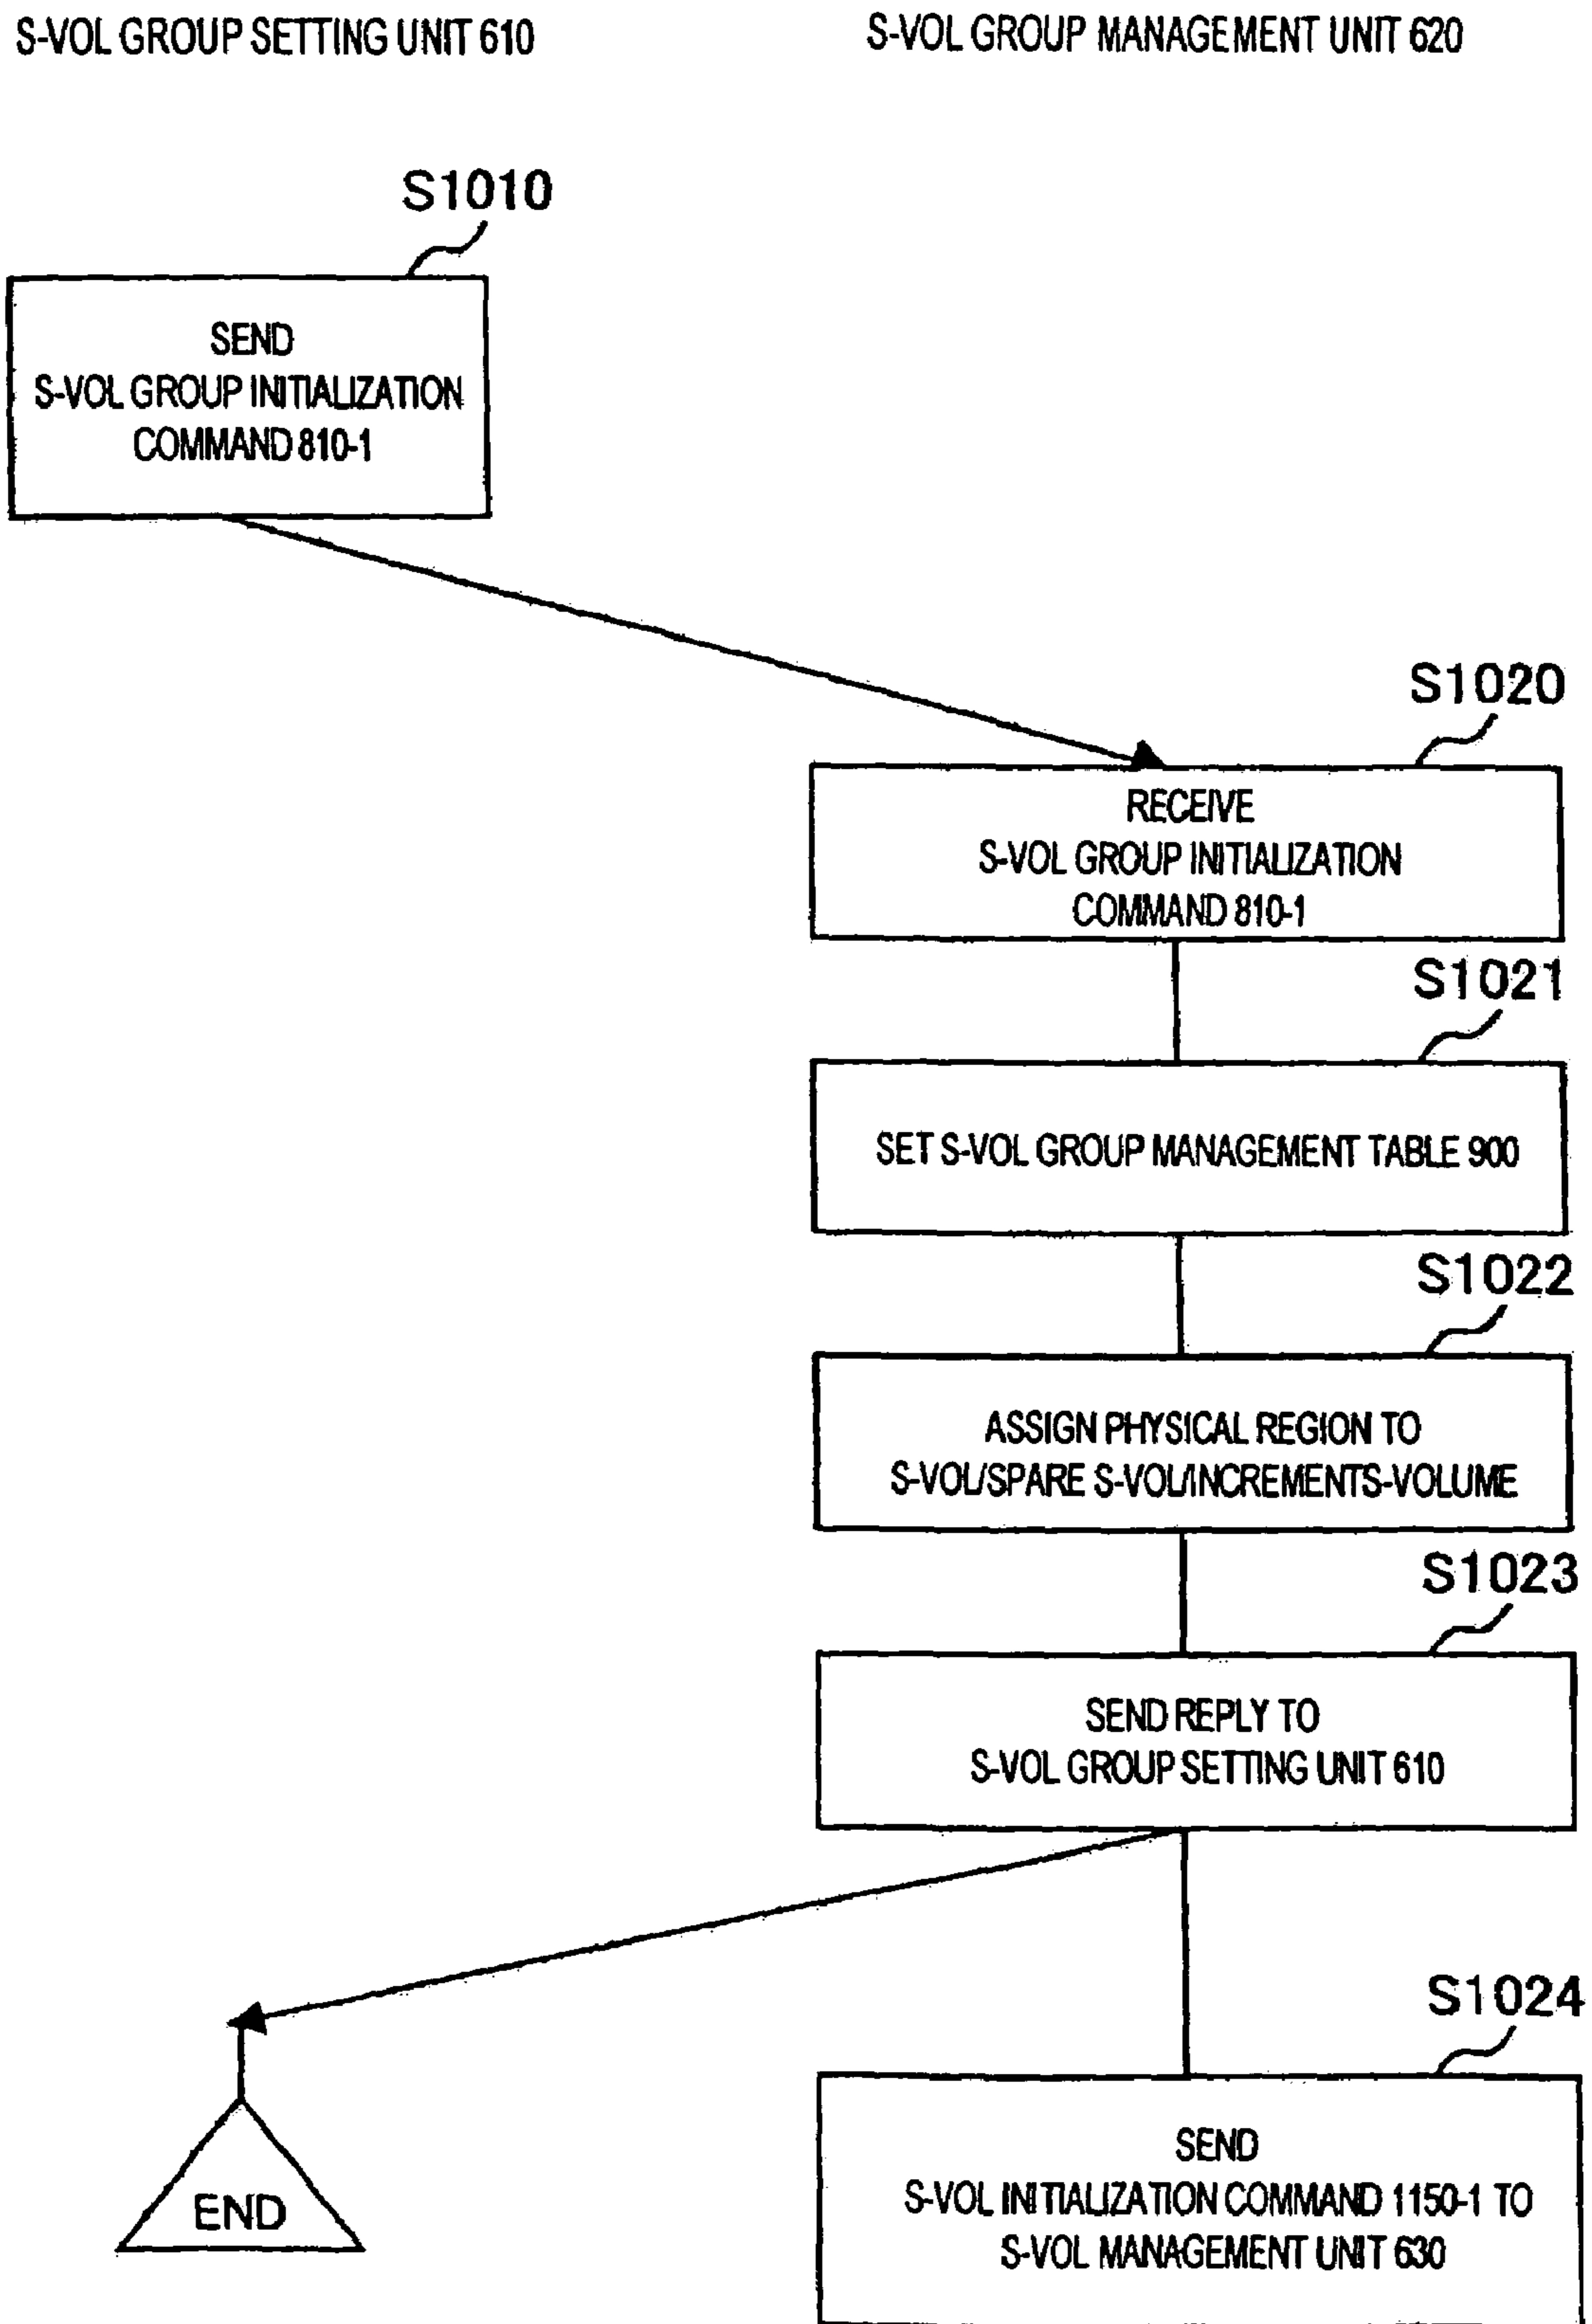 S-VOL GROUP SETTING UNIT 610
S-VOL GROUP MANAGEMENT UNIT 620
S1010
SEND
S-VOL GROUP INITIALIZATION
COMMAND 810-1
S1020
RECEIVE
S-VOL GROUP INITIALIZATION
COMMAND 810-1
S1021
SET S-VOL GROUP MANAGEMENT TABLE 900
S1022
ASSIGN PHYSICAL REGION TO
S-VOL/SPARE S-VOL/INCREMENTS-VOLUME
S1023
SEND REPLY TO
S-VOL GROUP SETTING UNIT 610
S1024
SEND
S-VOL INITIALIZATION COMMAND 1150-1 TO
S-VOL MANAGEMENT UNIT 630
END